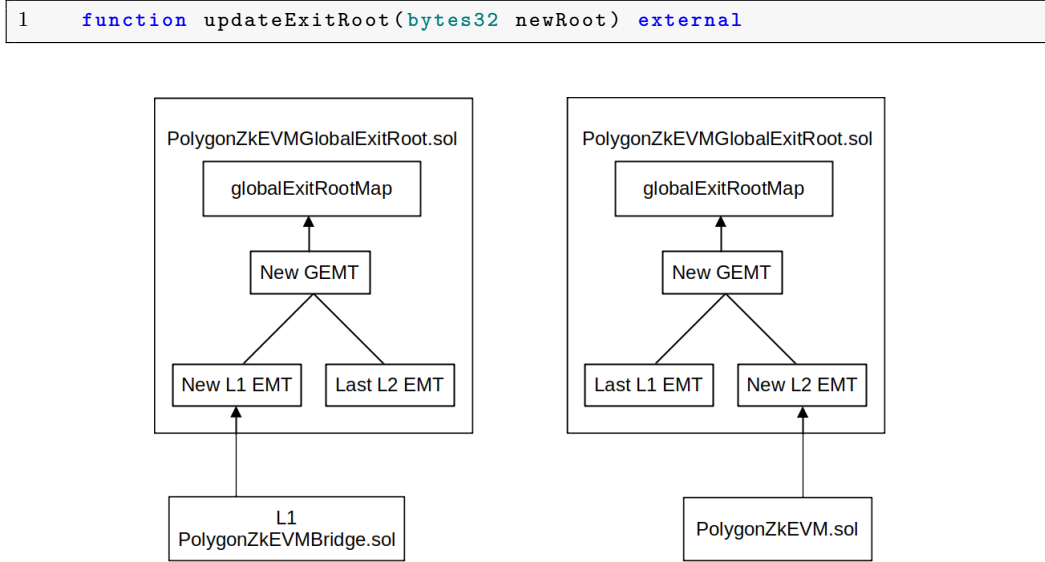 1 function updateExitRoot(bytes32 newRoot) external
PolygonZkEVMGlobalExitRoot.sol
globalExitRootMap
New GEMT
New L1 EMT
Last L2 EMT
L1
PolygonZkEVMBridge.sol
PolygonZkEVMGlobalExitRoot.sol
globalExitRootMap
New GEMT
Last L1 EMT
New L2 EMT
PolygonZkEVM.sol